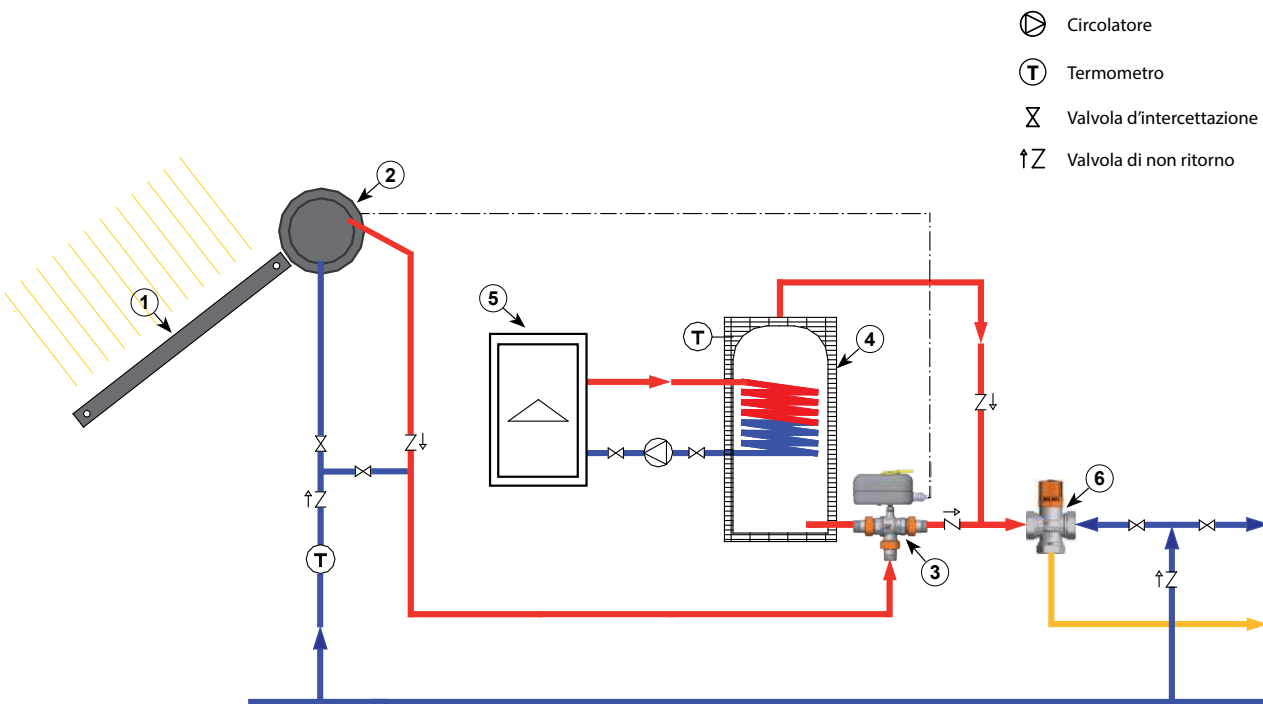 Circolatore
T Termometro
Valvola d'intercettazione
Valvola di non ritorno
2
1
5
T
4
6
3
T